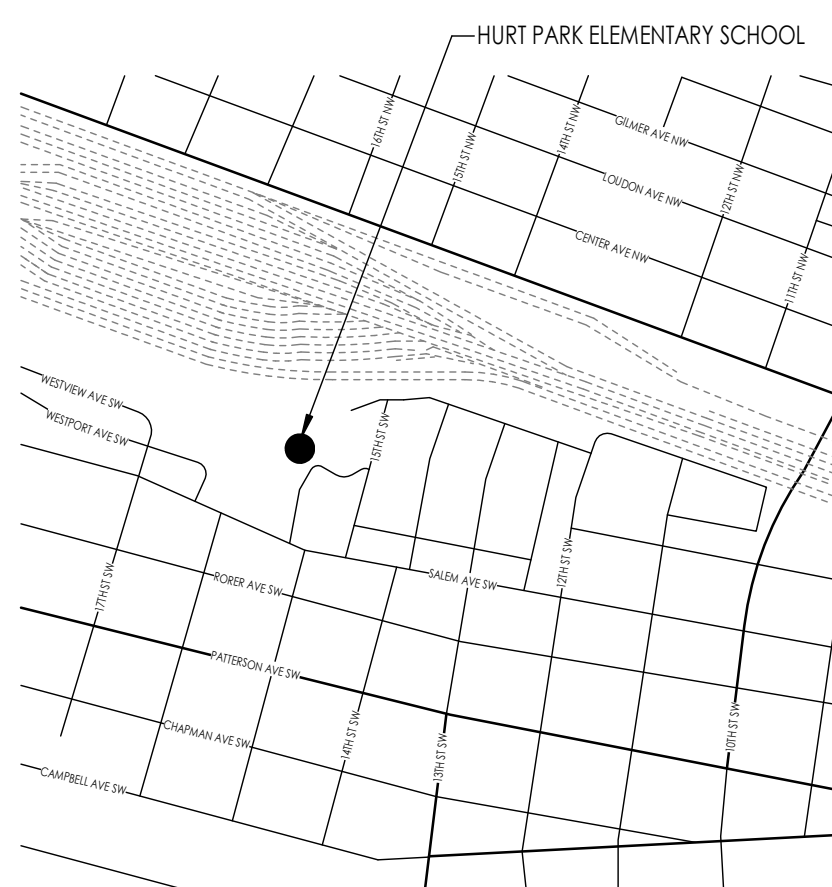 HURT PARK ELEMENTARY SCHOOL
16TH ST NW
15TH ST NW
14TH ST NW
GILMER AVE NW
LOUDON AVE NW
12TH ST NW
CENTER AVE NW
11TH ST NW
WESTVIEW AVE SW
WESTPORT AVE SW
15TH ST SW
17TH ST SW
RORER AVE SW
SALEM AVE SW
12TH ST SW
PATTERSON AVE SW
CHAPMAN AVE SW
14TH ST SW
13TH ST SW
10TH ST SW
CAMPBELL AVE SW